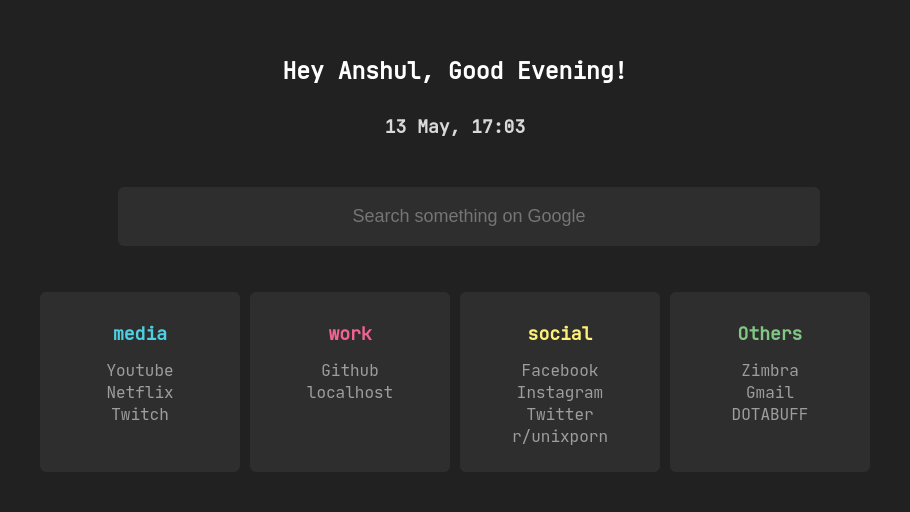 Hey Anshul, Good Evening!
13 May, 17:03
Search something on Google
media
Youtube
Netflix
Twitch
work
Github
localhost
social
Facebook
Instagram
Twitter
r/unixporn
Others
Zimbra
Gmail
DOTABUFF